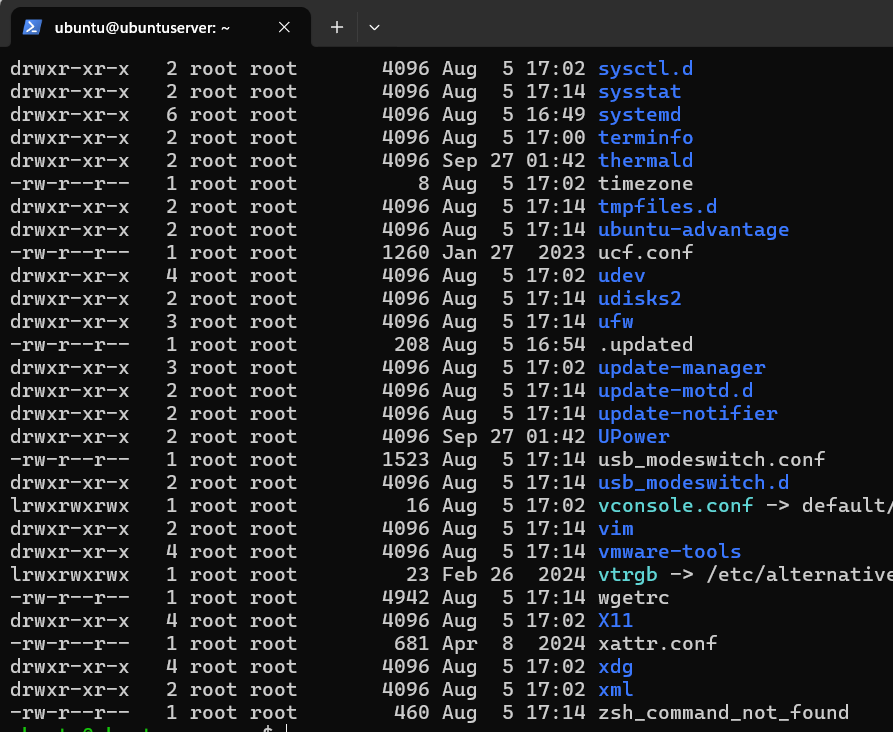 ubuntu@ubuntuserver: ~
drwxr-xr-x   2 root root       4096 Aug  5 17:02 sysctl.d
drwxr-xr-x   2 root root       4096 Aug  5 17:14 sysstat
drwxr-xr-x   6 root root       4096 Aug  5 16:49 systemd
drwxr-xr-x   2 root root       4096 Aug  5 17:00 terminfo
drwxr-xr-x   2 root root       4096 Sep 27 01:42 thermald
-rw-r--r--   1 root root          8 Aug  5 17:02 timezone
drwxr-xr-x   2 root root       4096 Aug  5 17:14 tmpfiles.d
drwxr-xr-x   2 root root       4096 Aug  5 17:14 ubuntu-advantage
-rw-r--r--   1 root root       1260 Jan 27  2023 ucf.conf
drwxr-xr-x   4 root root       4096 Aug  5 17:02 udev
drwxr-xr-x   2 root root       4096 Aug  5 17:14 udisks2
drwxr-xr-x   3 root root       4096 Aug  5 17:14 ufw
-rw-r--r--   1 root root        208 Aug  5 16:54 .updated
drwxr-xr-x   3 root root       4096 Aug  5 17:02 update-manager
drwxr-xr-x   2 root root       4096 Aug  5 17:14 update-motd.d
drwxr-xr-x   2 root root       4096 Aug  5 17:14 update-notifier
drwxr-xr-x   2 root root       4096 Sep 27 01:42 UPower
-rw-r--r--   1 root root       1523 Aug  5 17:14 usb_modeswitch.conf
drwxr-xr-x   2 root root       4096 Aug  5 17:14 usb_modeswitch.d
lrwxrwxrwx   1 root root         16 Aug  5 17:02 vconsole.conf -> default/
drwxr-xr-x   2 root root       4096 Aug  5 17:14 vim
drwxr-xr-x   4 root root       4096 Aug  5 17:14 vmware-tools
lrwxrwxrwx   1 root root         23 Feb 26  2024 vtrgb -> /etc/alternative
-rw-r--r--   1 root root       4942 Aug  5 17:14 wgetrc
drwxr-xr-x   4 root root       4096 Aug  5 17:02 X11
-rw-r--r--   1 root root        681 Apr  8  2024 xattr.conf
drwxr-xr-x   4 root root       4096 Aug  5 17:02 xdg
drwxr-xr-x   2 root root       4096 Aug  5 17:02 xml
-rw-r--r--   1 root root        460 Aug  5 17:14 zsh_command_not_found